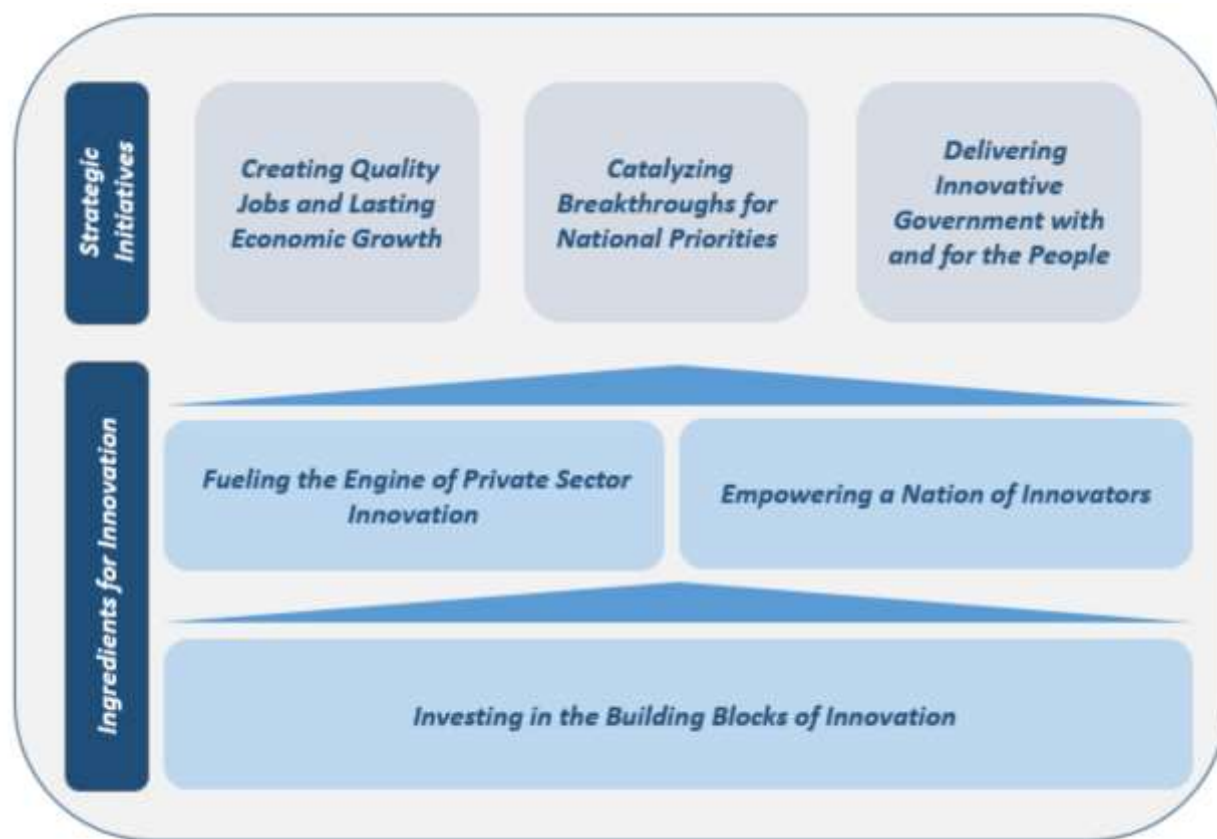 Strategic
Initiatives
Creating Quality
Jobs and Lasting
Economic Growth
Catalyzing
Breakthroughs for
National Priorities
Delivering
Innovative
Government with
and for the People
Ingredients for Innovation
Fueling the Engine of Private Sector
Innovation
Empowering a Nation of Innovators
Investing in the Building Blocks of Innovation